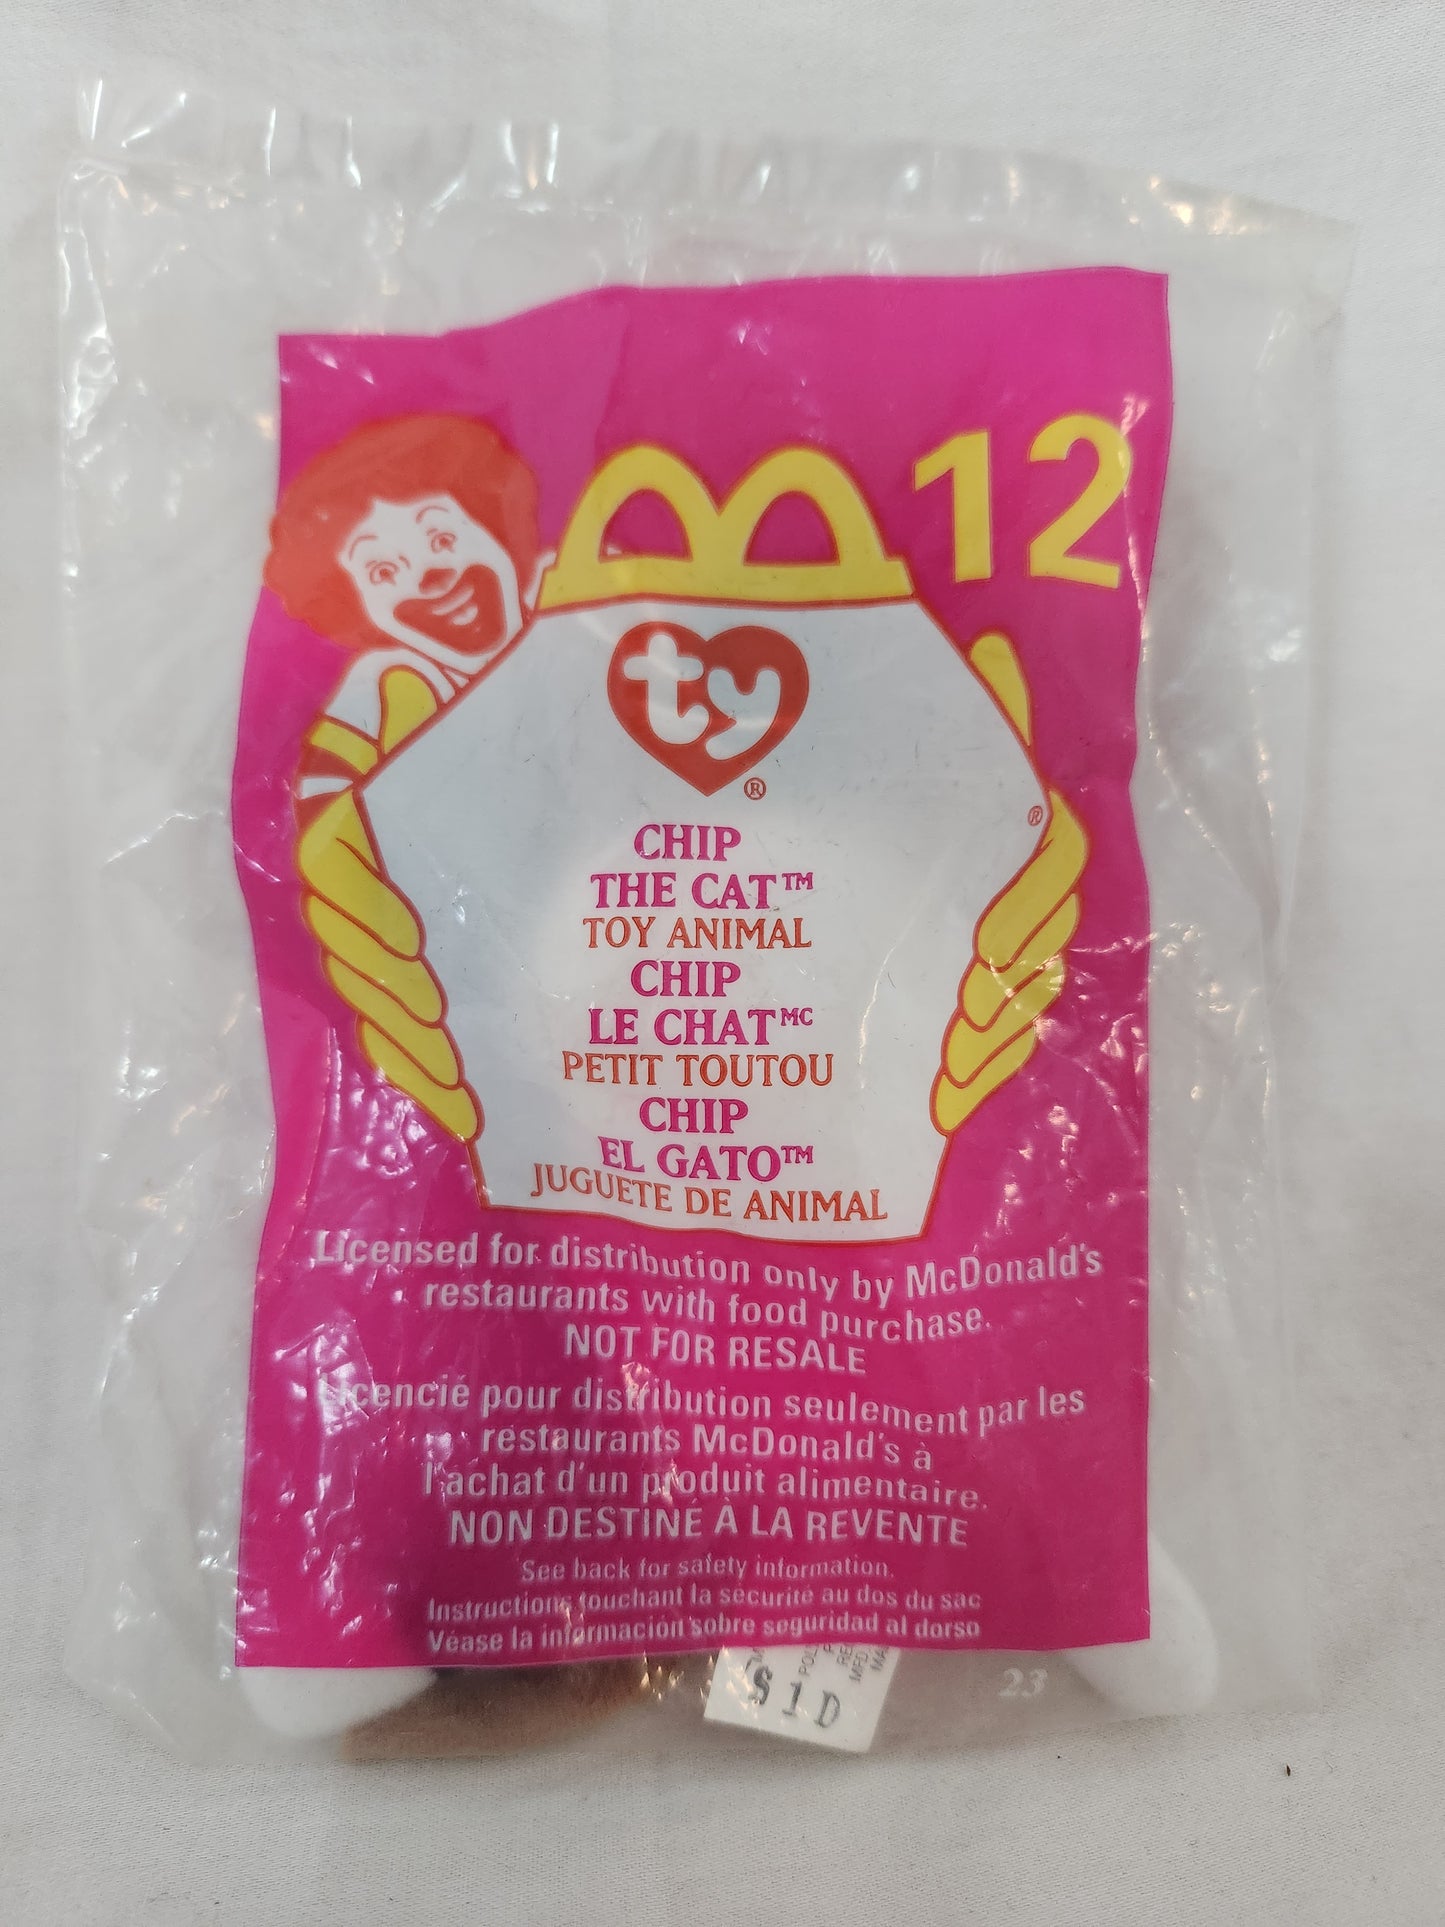 12
ty
®
®
CHIP
THE CAT™
TOY ANIMAL
CHIP
LE CHATMC
PETIT TOUTOU
CHIP
EL GATO™
JUGUETE DE ANIMAL
Licensed for distribution only by McDonald's
restaurants with food purchase.
NOT FOR RESALE
Licencié pour distribution seulement par les
restaurants McDonald's à
l'achat d'un produit alimentaire.
NON DESTINÉ À LA REVENTE
See back for safety information.
Instructions touchant la sécurité au dos du sac
Véase la información sobre seguridad al dorso
S1D
23